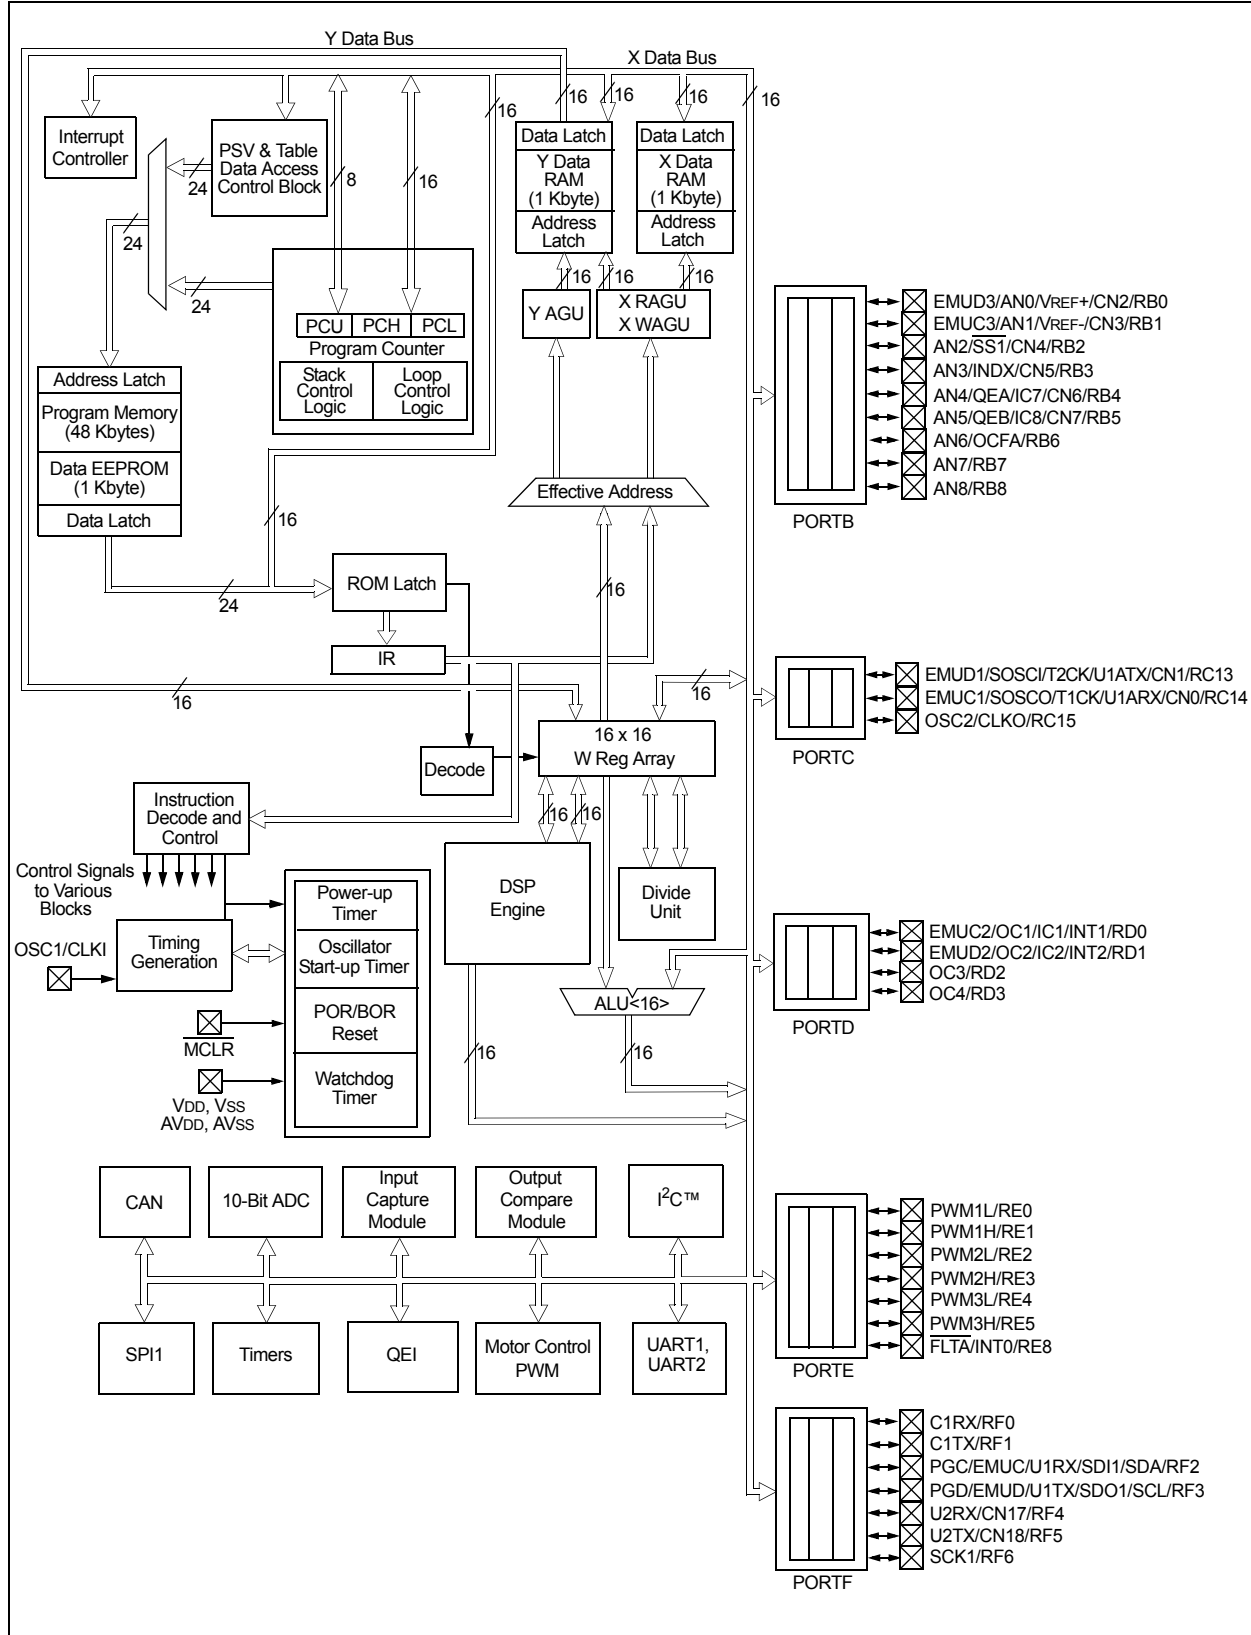 Y Data Bus
X Data Bus
16
16
16
16
16
Interrupt
Controller
PSV & Table
Data Access
Control Block
24
8
16
24
24
Data Latch
Y Data
RAM
(1 Kbyte)
Address
Latch
Data Latch
X Data
RAM
(1 Kbyte)
Address
Latch
16
16
16
Y AGU
X RAGU
X WAGU
PCU PCH PCL
Program Counter
Stack
Control
Logic
Loop
Control
Logic
Address Latch
Program Memory
(48 Kbytes)
Data EEPROM
(1 Kbyte)
Data Latch
Effective Address
16
24
ROM Latch
16
IR
16
16
16 x 16
W Reg Array
Decode
Instruction
Decode and
Control
16
16
Control Signals
to Various
Blocks
DSP
Engine
Divide
Unit
Power-up
Timer
OSC1/CLKI
Timing
Generation
Oscillator
Start-up Timer
ALU<16>
POR/BOR
Reset
MCLR
16
16
Watchdog
Timer
VDD, VSS
AVDD, AVSS
CAN
10-Bit ADC
Input
Capture
Module
Output
Compare
Module
I²C™
SPI1
Timers
QEI
Motor Control
PWM
UART1,
UART2
EMUD3/AN0/VREF+/CN2/RB0
EMUC3/AN1/VREF-/CN3/RB1
AN2/SS1/CN4/RB2
AN3/INDX/CN5/RB3
AN4/QEA/IC7/CN6/RB4
AN5/QEB/IC8/CN7/RB5
AN6/OCFA/RB6
AN7/RB7
AN8/RB8
PORTB
EMUD1/SOSCI/T2CK/U1ATX/CN1/RC13
EMUC1/SOSCO/T1CK/U1ARX/CN0/RC14
OSC2/CLKO/RC15
PORTC
EMUC2/OC1/IC1/INT1/RD0
EMUD2/OC2/IC2/INT2/RD1
OC3/RD2
OC4/RD3
PORTD
PWM1L/RE0
PWM1H/RE1
PWM2L/RE2
PWM2H/RE3
PWM3L/RE4
PWM3H/RE5
FLTA/INT0/RE8
PORTE
C1RX/RF0
C1TX/RF1
PGC/EMUC/U1RX/SDI1/SDA/RF2
PGD/EMUD/U1TX/SDO1/SCL/RF3
U2RX/CN17/RF4
U2TX/CN18/RF5
SCK1/RF6
PORTF